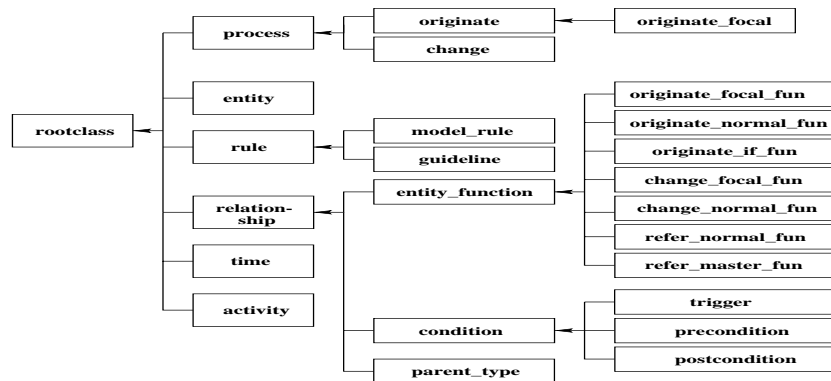 rootclass
process
entity
rule
relation-
ship
time
activity
originate
change
model_rule
guideline
entity_function
condition
parent_type
originate_focal
originate_focal_fun
originate_normal_fun
originate_if_fun
change_focal_fun
change_normal_fun
refer_normal_fun
refer_master_fun
trigger
precondition
postcondition